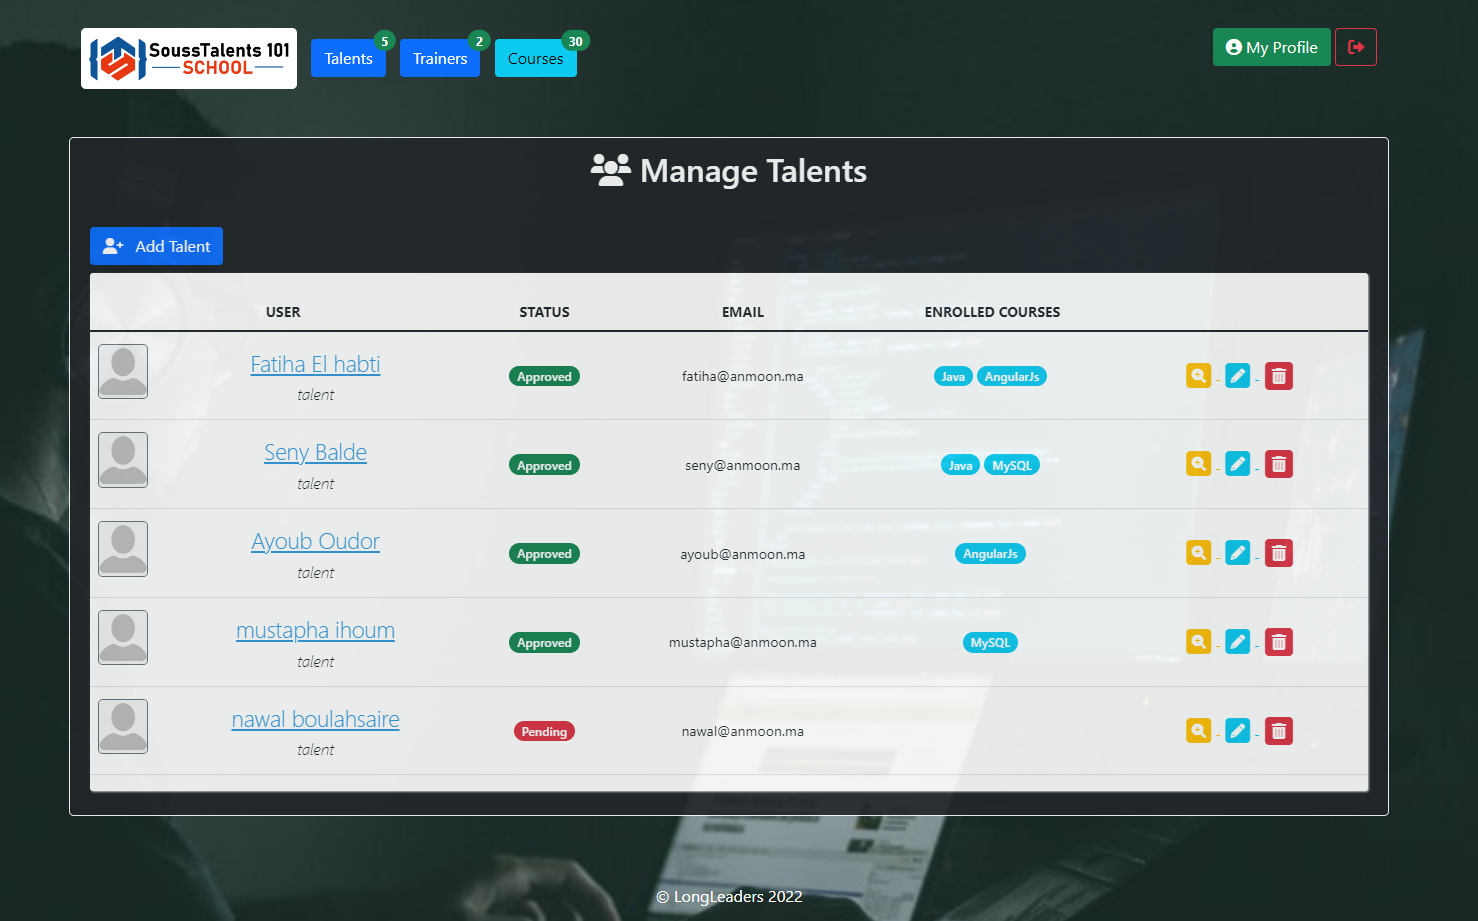 SoussTalents 101
SCHOOL
Talents 5
Trainers 2
Courses 30
My Profile
Manage Talents
Add Talent
USER STATUS EMAIL ENROLLED COURSES
Fatiha El habti
talent
Approved
fatiha@anmoon.ma
Java AngularJs
Seny Balde
talent
Approved
seny@anmoon.ma
Java MySQL
Ayoub Oudor
talent
Approved
ayoub@anmoon.ma
AngularJs
mustapha ihoum
talent
Approved
mustapha@anmoon.ma
MySQL
nawal boulahsaire
talent
Pending
nawal@anmoon.ma
© LongLeaders 2022